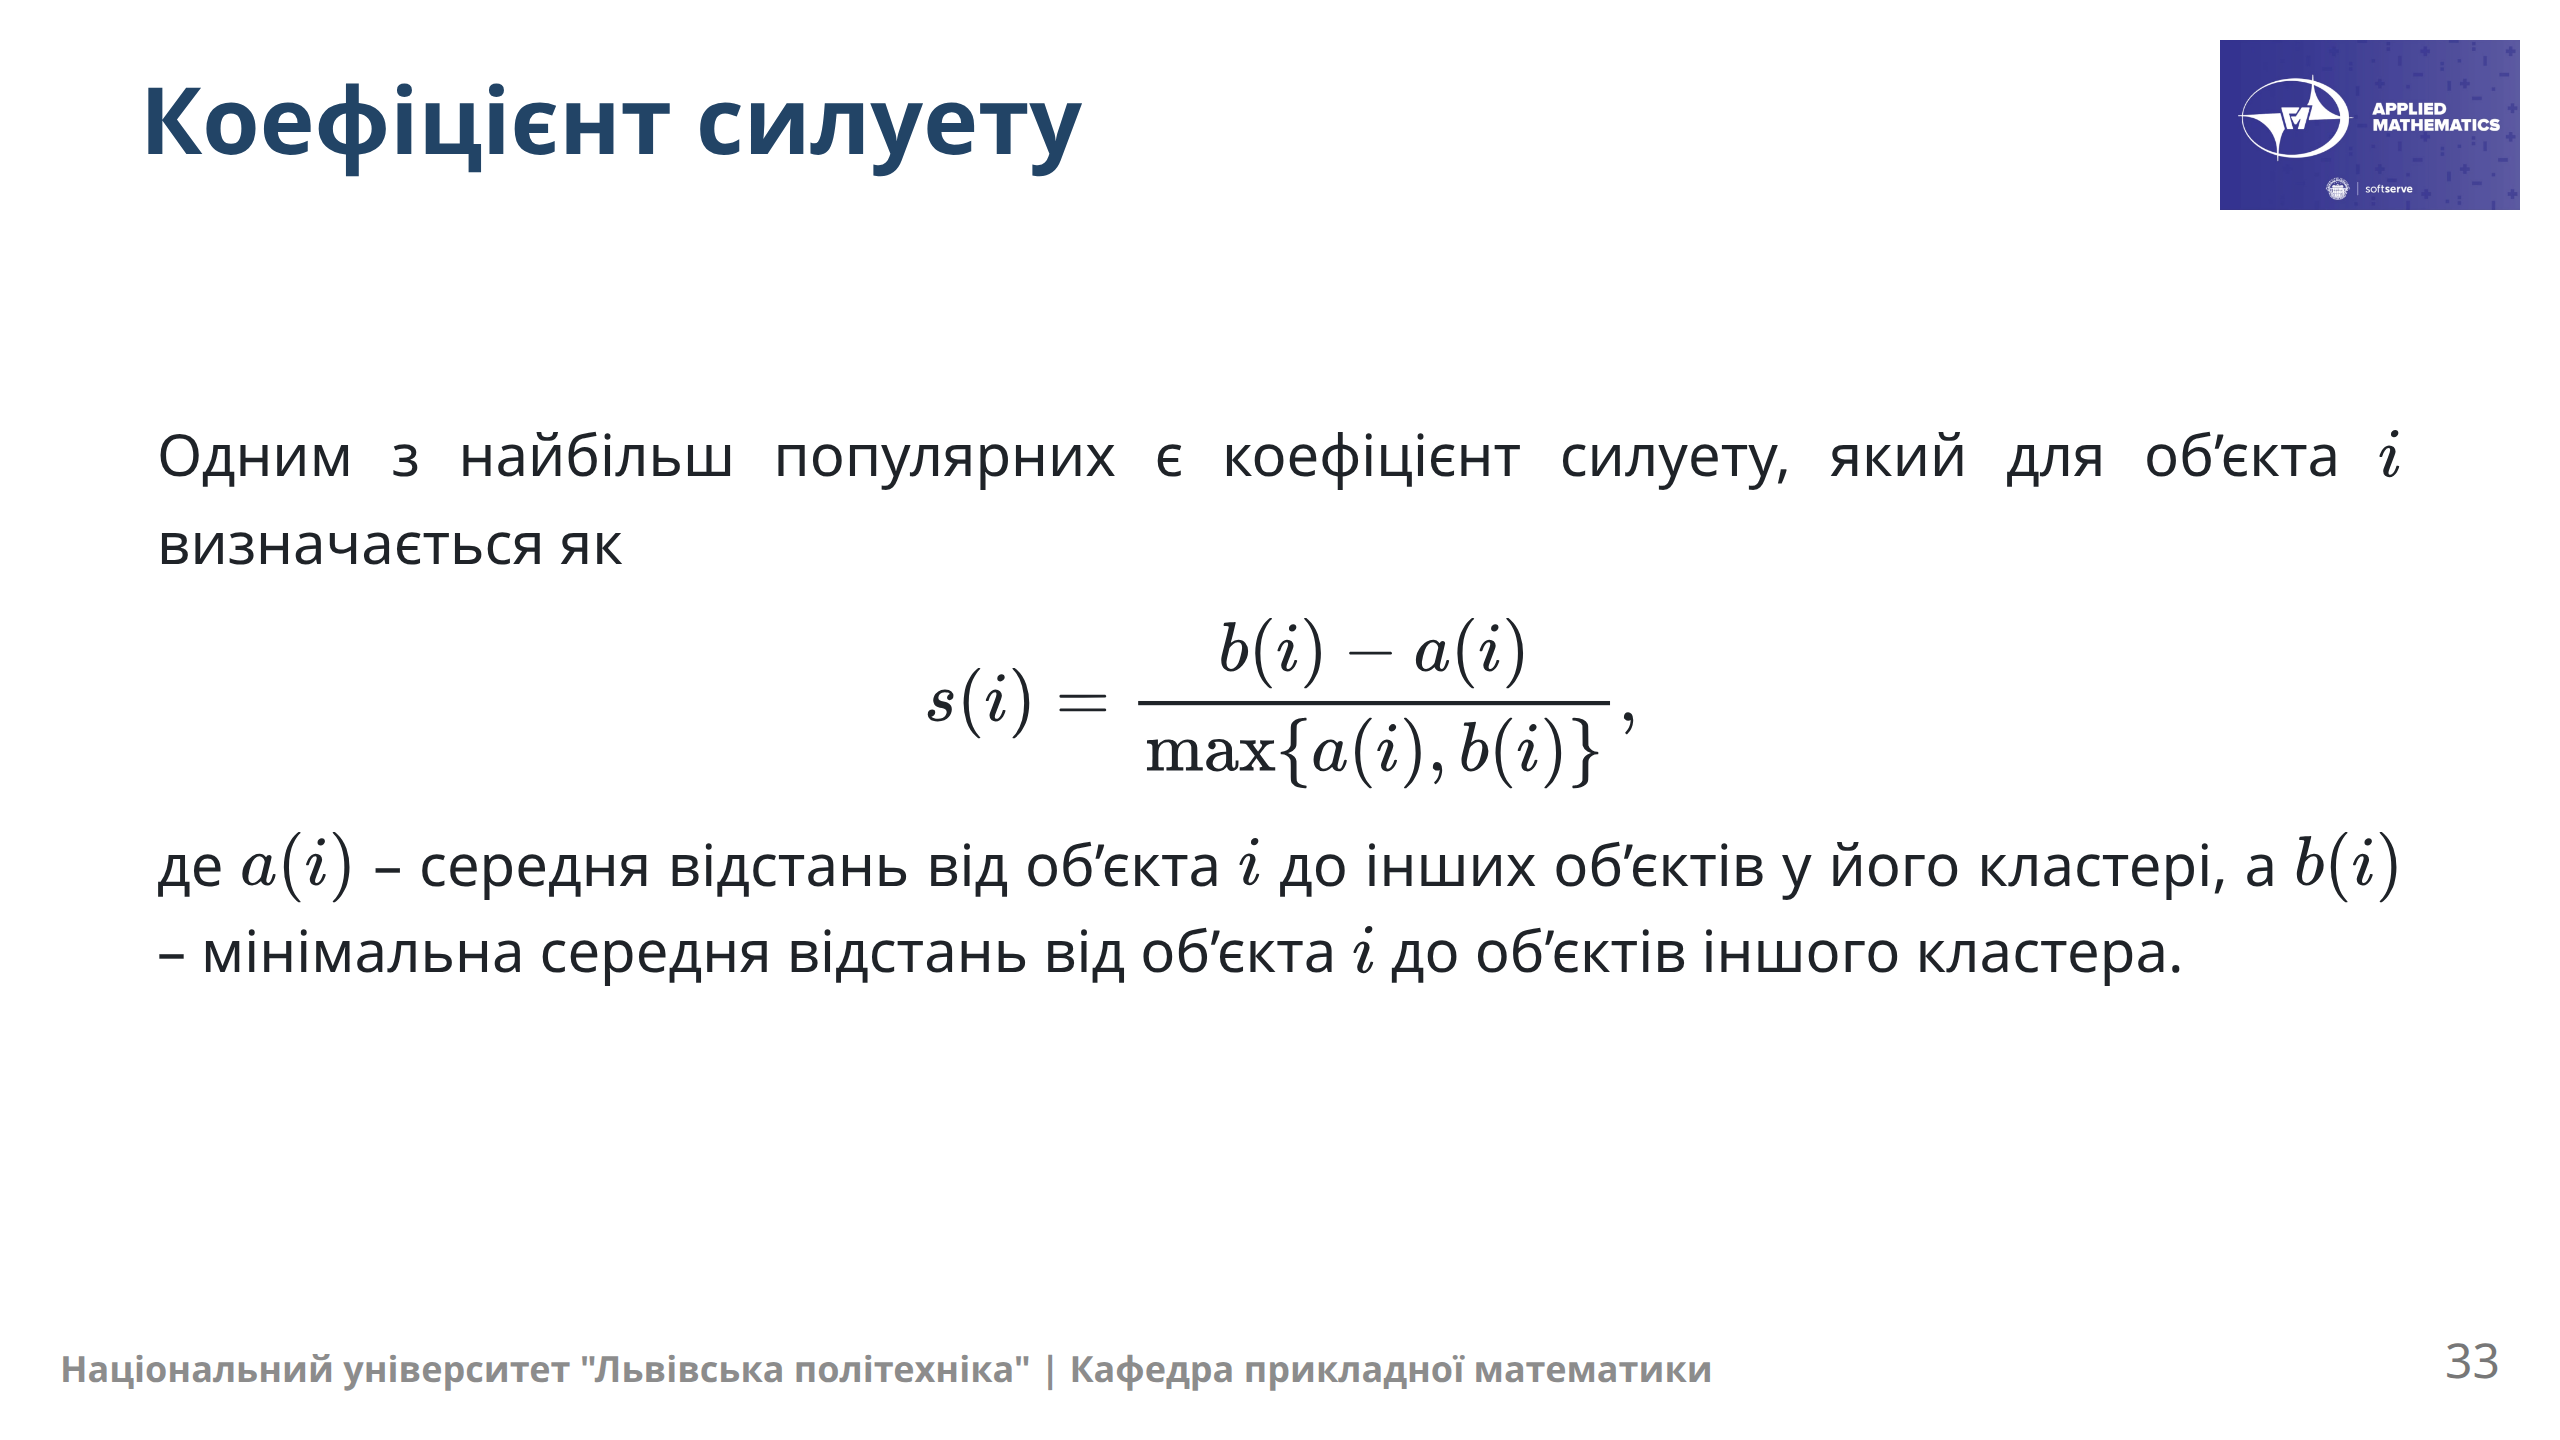 Коефіцієнт силуету
APPLIED
MATHEMATICS
softserve
Одним з найбільш популярних є коефіцієнт силуету, який для об’єкта i
визначається як
s(i) = \frac{b(i) − a(i)}{max{a(i), b(i)}},
де a(i) – середня відстань від об’єкта i до інших об’єктів у його кластері, а b(i)
– мінімальна середня відстань від об’єкта i до об’єктів іншого кластера.
Національний університет "Львівська політехніка" | Кафедра прикладної математики
33